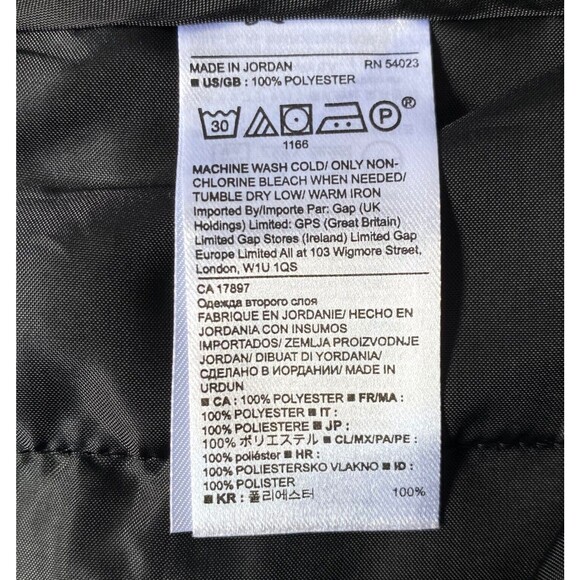 MADE IN JORDAN RN 54023
■ US/GB : 100% POLYESTER
30 P ®
1166
MACHINE WASH COLD/ ONLY NON-
CHLORINE BLEACH WHEN NEEDED/
TUMBLE DRY LOW/ WARM IRON
Imported By/Importe Par: Gap (UK
Holdings) Limited: GPS (Great Britain)
Limited Gap Stores (Ireland) Limited Gap
Europe Limited All at 103 Wigmore Street,
London, W1U 1QS
CA 17897
Одежда второго слоя
FABRIQUE EN JORDANIE/ HECHO EN
JORDANIA CON INSUMOS
IMPORTADOS/ ZEMLJA PROIZVODNJE
JORDAN/ DIBUAT DI YORDANIA/
СДЕЛАНО В ИОРДАНИИ/ MADE IN
URDUN
■ CA : 100% POLYESTER ■ FR/MA :
100% POLYESTER ■ IT :
100% POLIESTERE ■ JP :
100% ポリエステル ■ CL/MX/PA/PE :
100% poliéster ■ HR :
100% POLIESTERSKO VLAKNO ■ ID :
100% POLISTER
■ KR : 폴리에스터 100%